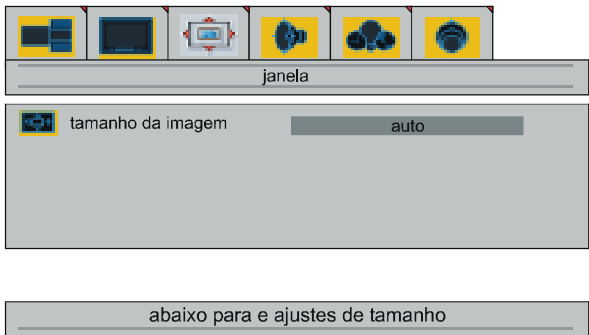 janela
tamanho da imagem auto
abaixo para e ajustes de tamanho